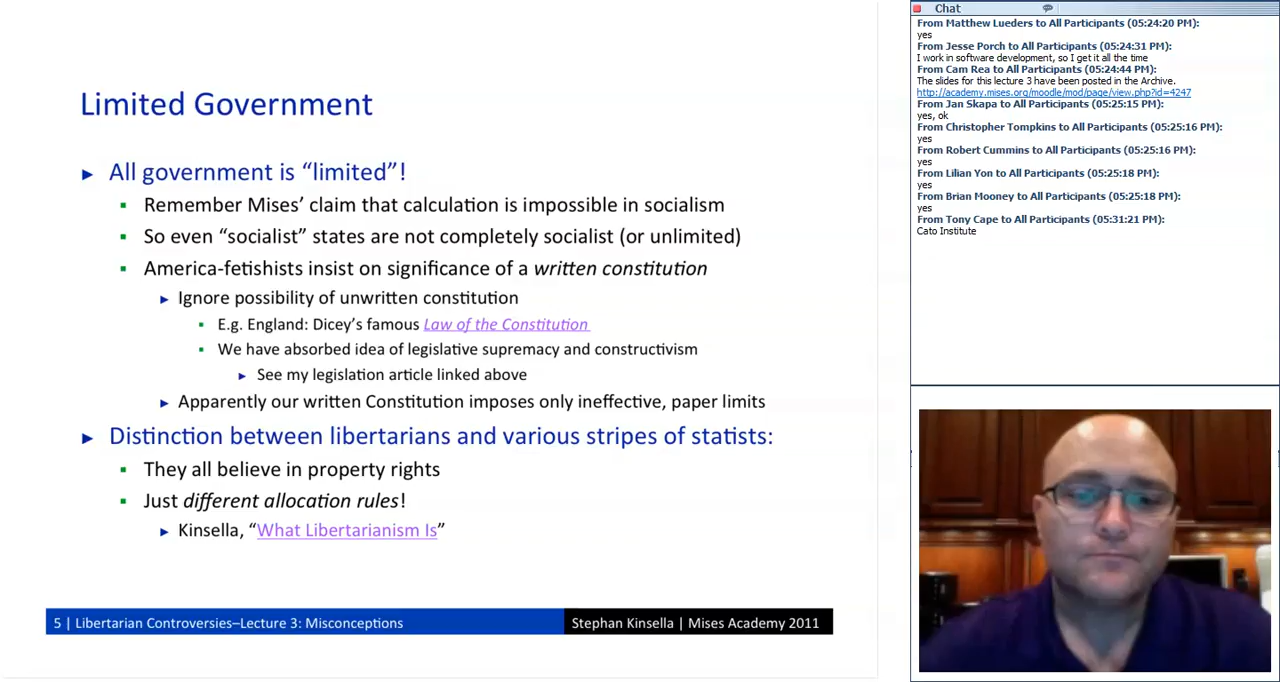 Limited Government
► All government is “limited”!
▪ Remember Mises’ claim that calculation is impossible in socialism
▪ So even “socialist” states are not completely socialist (or unlimited)
▪ America-fetishists insist on significance of a written constitution
► Ignore possibility of unwritten constitution
▪ E.g. England: Dicey’s famous Law of the Constitution
▪ We have absorbed idea of legislative supremacy and constructivism
► See my legislation article linked above
► Apparently our written Constitution imposes only ineffective, paper limits
► Distinction between libertarians and various stripes of statists:
▪ They all believe in property rights
▪ Just different allocation rules!
► Kinsella, “What Libertarianism Is”
5 | Libertarian Controversies–Lecture 3: Misconceptions
Stephan Kinsella | Mises Academy 2011
Chat
From Matthew Lueders to All Participants (05:24:20 PM):
yes
From Jesse Porch to All Participants (05:24:31 PM):
I work in software development, so I get it all the time
From Cam Rea to All Participants (05:24:44 PM):
The slides for this lecture 3 have been posted in the Archive.
http://academy.mises.org/moodle/mod/page/view.php?id=4247
From Jan Skapa to All Participants (05:25:15 PM):
yes, ok
From Christopher Tompkins to All Participants (05:25:16 PM):
yes
From Robert Cummins to All Participants (05:25:16 PM):
yes
From Lilian Yon to All Participants (05:25:18 PM):
yes
From Brian Mooney to All Participants (05:25:18 PM):
yes
From Tony Cape to All Participants (05:31:21 PM):
Cato Institute